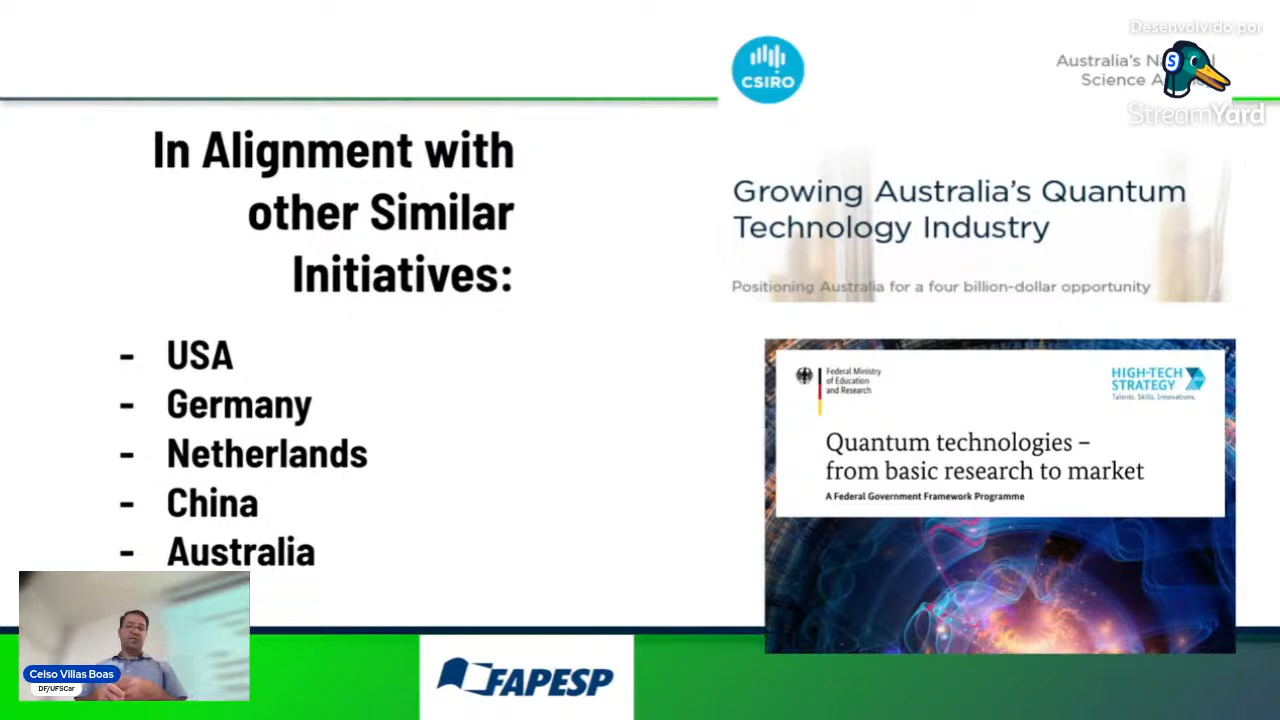 Desenvolvido por
StreamYard
CSIRO
Australia's
Science
In Alignment with
other Similar
Initiatives:
- USA
- Germany
- Netherlands
- China
- Australia
Growing Australia's Quantum
Technology Industry
Positioning Australia for a four billion-dollar opportunity
Federal Ministry
of Education
and Research
HIGH-TECH
STRATEGY
Talents. Skills. Innovations.
Quantum technologies –
from basic research to market
A Federal Government Framework Programme
Celso Villas Boas
DF/UFSCar
FAPESP